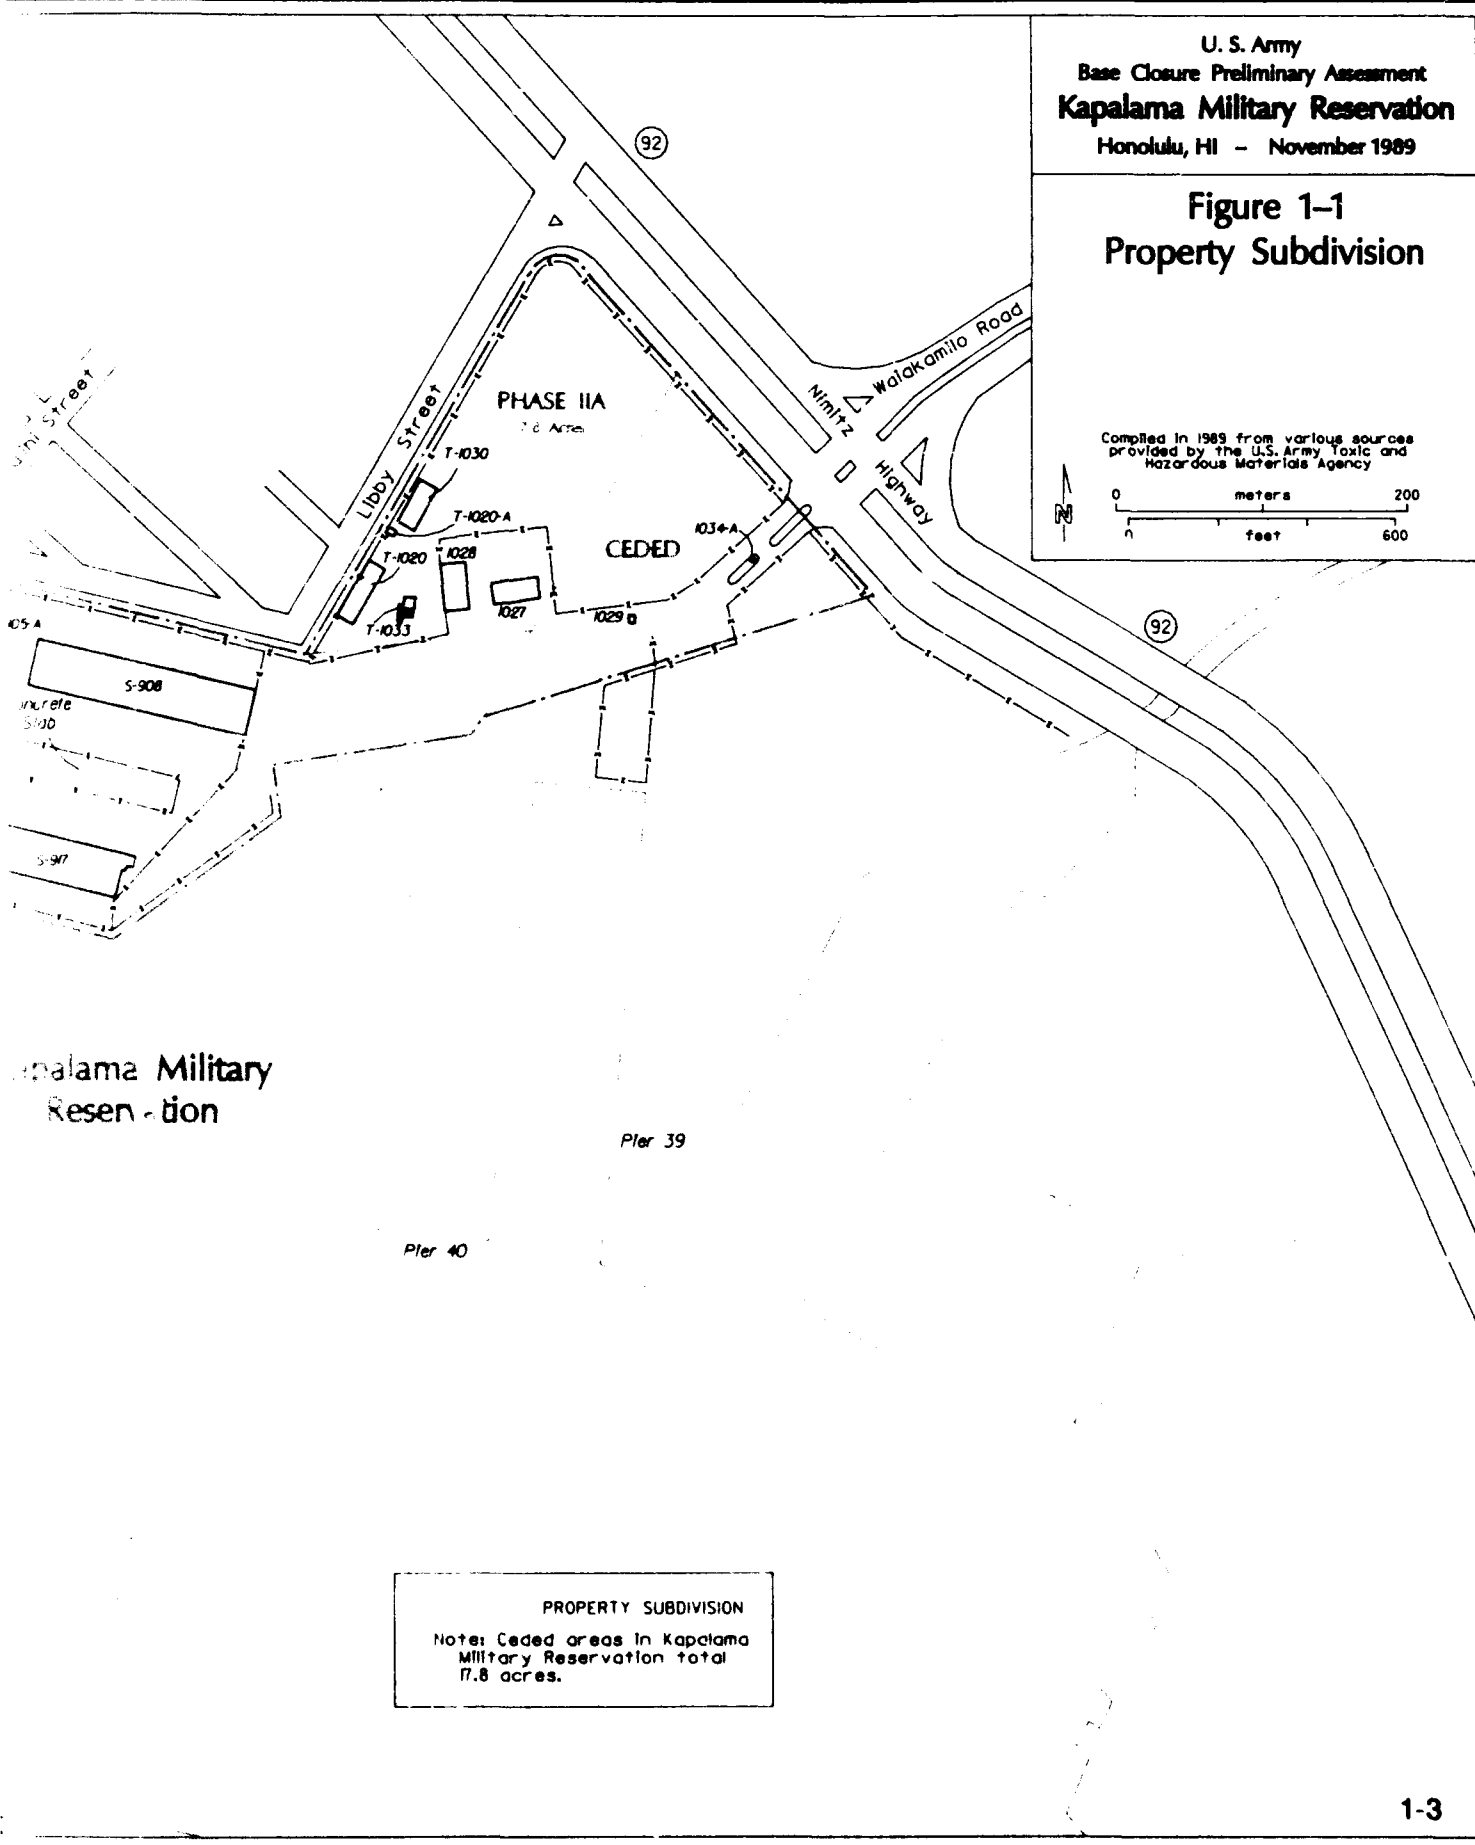 U. S. Army
Base Closure Preliminary Assessment
Kapalama Military Reservation
Honolulu, HI – November 1989
Figure 1–1
Property Subdivision
92
Waiakamilo Road
Nimitz
Highway
Street
Libby Street
PHASE IIA
T-1030
Compiled in 1989 from various sources
provided by the U.S. Army Toxic and
Hazardous Materials Agency
0 meters 200
N
feet 600
T-1020-A
1034-A
CEDED
T-1020
1028
1027
1029
T-1033
92
105-A
S-908
Slab
S-917
Military
Pier 39
Pier 40
PROPERTY SUBDIVISION
Note: Ceded areas in Kapalama
Military Reservation total
17.8 acres.
1-3